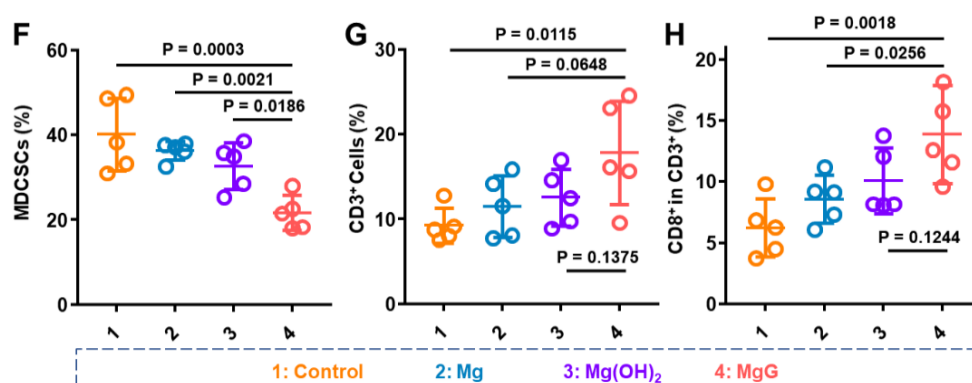 F
P = 0.0003
P = 0.0021
P = 0.0186
MDCSCs (%)
60
40
20
0
1 2 3 4
G
P = 0.0115
P = 0.0648
P = 0.1375
CD3⁺ Cells (%)
30
20
10
0
1 2 3 4
H
P = 0.0018
P = 0.0256
P = 0.1244
CD8⁺ in CD3⁺(%)
20
15
10
5
0
1 2 3 4
1: Control 2: Mg 3: Mg(OH)₂ 4: MgG